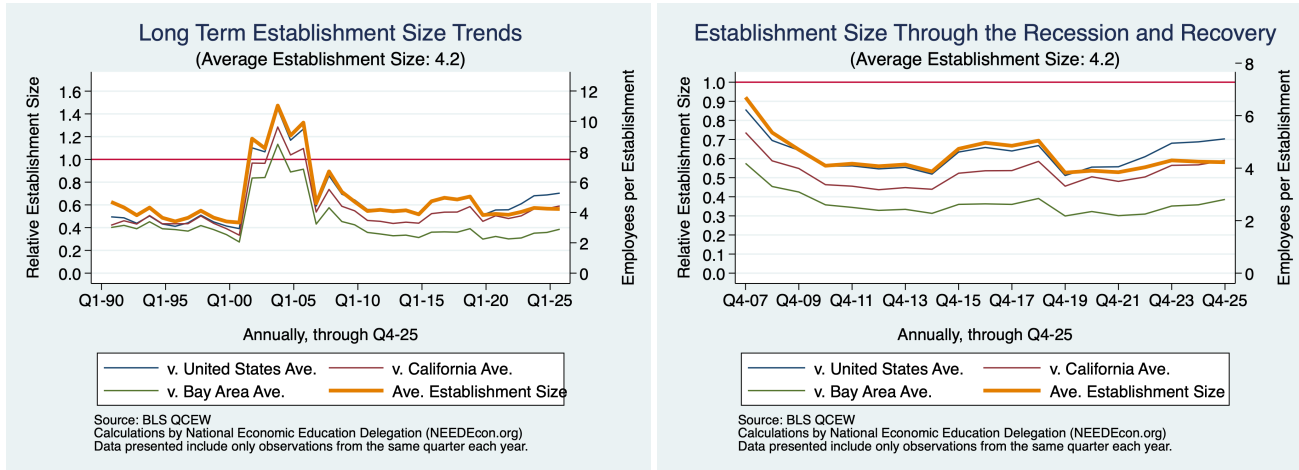 Long Term Establishment Size Trends
(Average Establishment Size: 4.2)
Relative Establishment Size
1.6
1.4
1.2
1.0
0.8
0.6
0.4
0.2
0.0
12
10
8
6
4
2
0
Employees per Establishment
Q1-90 Q1-95 Q1-00 Q1-05 Q1-10 Q1-15 Q1-20 Q1-25
Annually, through Q4-25
v. United States Ave. v. California Ave.
v. Bay Area Ave. Ave. Establishment Size
Source: BLS QCEW
Calculations by National Economic Education Delegation (NEEDEcon.org)
Data presented include only observations from the same quarter each year.
Establishment Size Through the Recession and Recovery
(Average Establishment Size: 4.2)
Relative Establishment Size
1.0
0.9
0.8
0.7
0.6
0.5
0.4
0.3
0.2
0.1
0.0
8
6
4
2
0
Employees per Establishment
Q4-07 Q4-09 Q4-11 Q4-13 Q4-15 Q4-17 Q4-19 Q4-21 Q4-23 Q4-25
Annually, through Q4-25
v. United States Ave. v. California Ave.
v. Bay Area Ave. Ave. Establishment Size
Source: BLS QCEW
Calculations by National Economic Education Delegation (NEEDEcon.org)
Data presented include only observations from the same quarter each year.